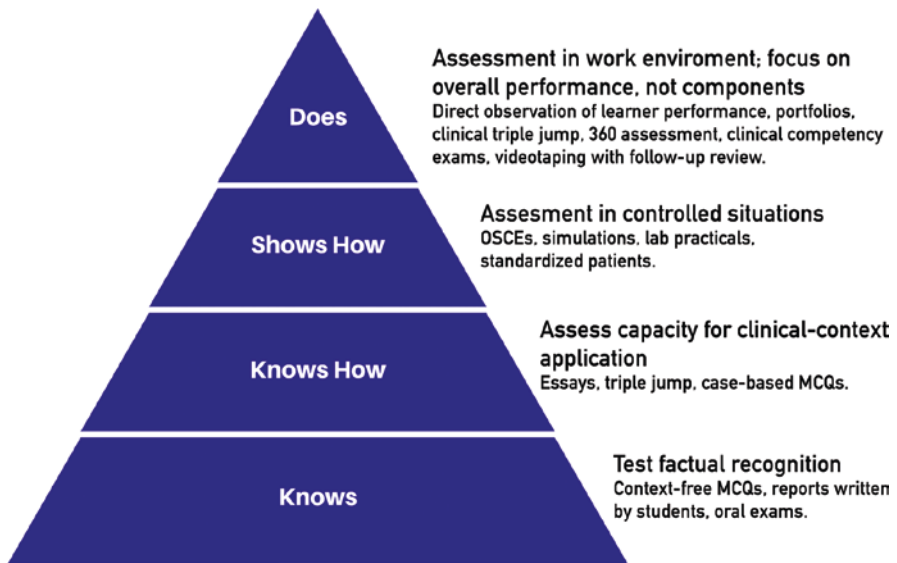 Does
Assessment in work enviroment; focus on
overall performance, not components
Direct observation of learner performance, portfolios,
clinical triple jump, 360 assessment, clinical competency
exams, videotaping with follow-up review.
Shows How
Assesment in controlled situations
OSCEs, simulations, lab practicals,
standardized patients.
Knows How
Assess capacity for clinical-context
application
Essays, triple jump, case-based MCQs.
Knows
Test factual recognition
Context-free MCQs, reports written
by students, oral exams.